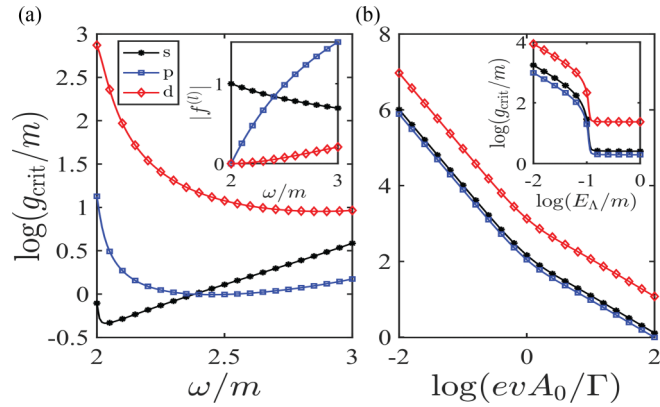 (a)
(b)
3
2.5
2
1.5
1
0.5
0
-0.5
log(g_crit/m)
s
p
d
1
0
|f^(l)|
2
3
ω/m
2
2.5
3
ω/m
8
6
4
2
0
4
2
0
log(g_crit/m)
-2
-1
0
log(E_Λ/m)
-2
0
2
log(evA_0/Γ)